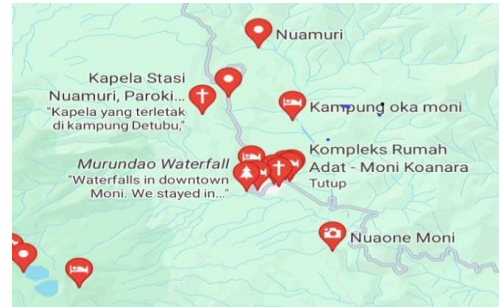 Nuamuri
Kapela Stasi
Nuamuri, Paroki...
"Kapela yang terletak
di kampung Detubu,"
Kampung oka moni
Murundao Waterfall
"Waterfalls in downtown
Moni. We stayed in..."
Kompleks Rumah
Adat - Moni Koanara
Tutup
Nuaone Moni